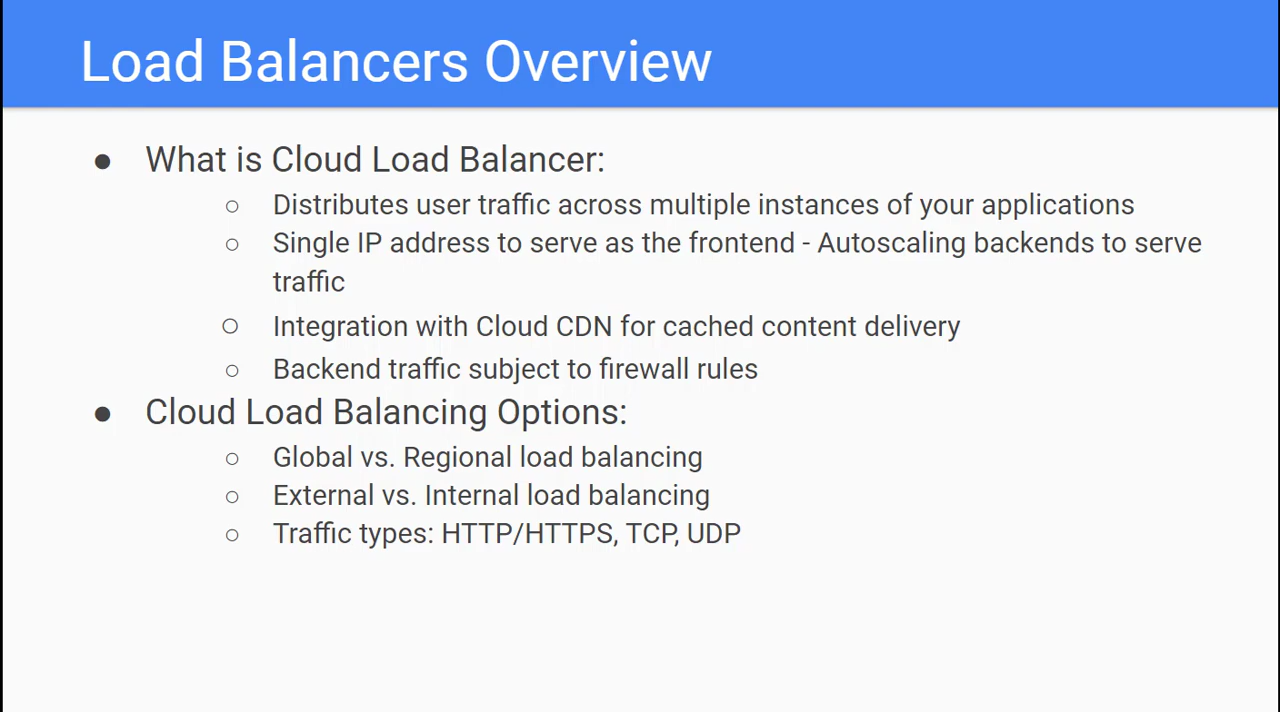 Load Balancers Overview
● What is Cloud Load Balancer:
○ Distributes user traffic across multiple instances of your applications
○ Single IP address to serve as the frontend - Autoscaling backends to serve
traffic
○ Integration with Cloud CDN for cached content delivery
○ Backend traffic subject to firewall rules
● Cloud Load Balancing Options:
○ Global vs. Regional load balancing
○ External vs. Internal load balancing
○ Traffic types: HTTP/HTTPS, TCP, UDP